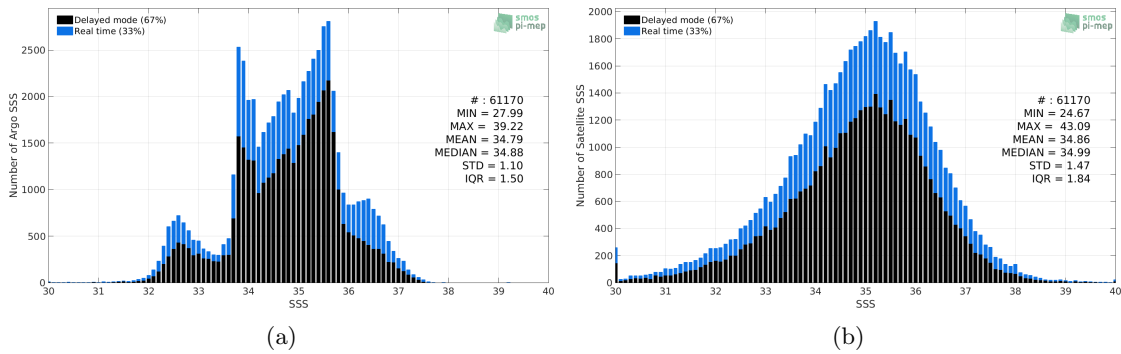 Delayed mode (67%)
Real time (33%)
smos
pi-mep
Number of Argo SSS
2500
2000
1500
1000
500
0
# : 61170
MIN = 27.99
MAX = 39.22
MEAN = 34.79
MEDIAN = 34.88
STD = 1.10
IQR = 1.50
30 31 32 33 34 35 36 37 38 39 40
SSS
(a)
Delayed mode (67%)
Real time (33%)
smos
pi-mep
Number of Satellite SSS
2000
1800
1600
1400
1200
1000
800
600
400
200
0
# : 61170
MIN = 24.67
MAX = 43.09
MEAN = 34.86
MEDIAN = 34.99
STD = 1.47
IQR = 1.84
30 31 32 33 34 35 36 37 38 39 40
SSS
(b)